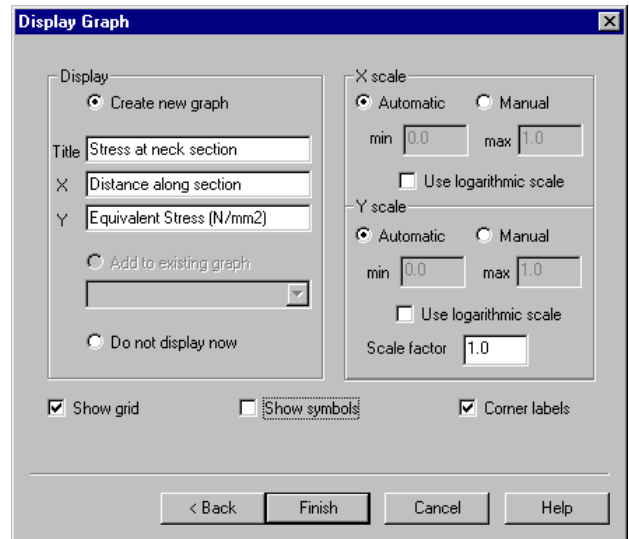 Display Graph
Display
Create new graph
Title Stress at neck section
X Distance along section
Y Equivalent Stress (N/mm2)
Add to existing graph
Do not display now
X scale
Automatic Manual
min 0.0 max 1.0
Use logarithmic scale
Y scale
Automatic Manual
min 0.0 max 1.0
Use logarithmic scale
Scale factor 1.0
Show grid Show symbols Corner labels
< Back Finish Cancel Help